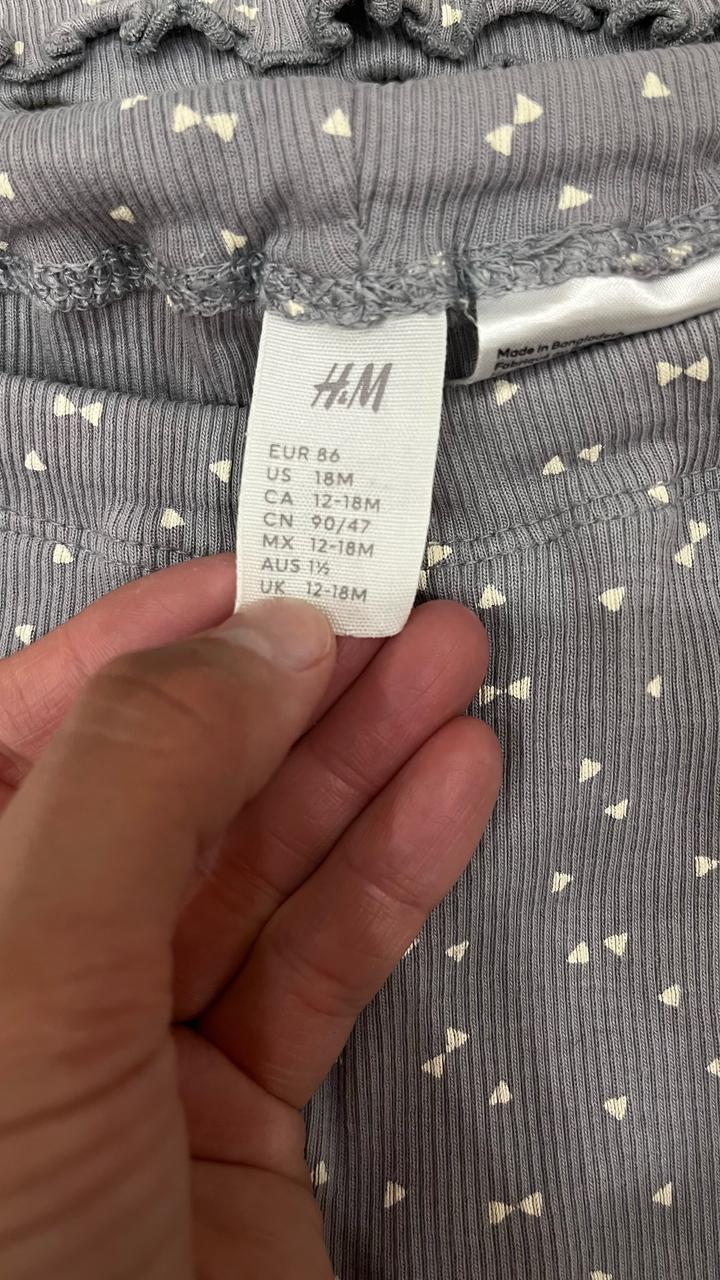 H&M
EUR 86
US 18M
CA 12-18M
CN 90/47
MX 12-18M
AUS 1½
UK 12-18M
Made in Bangladesh